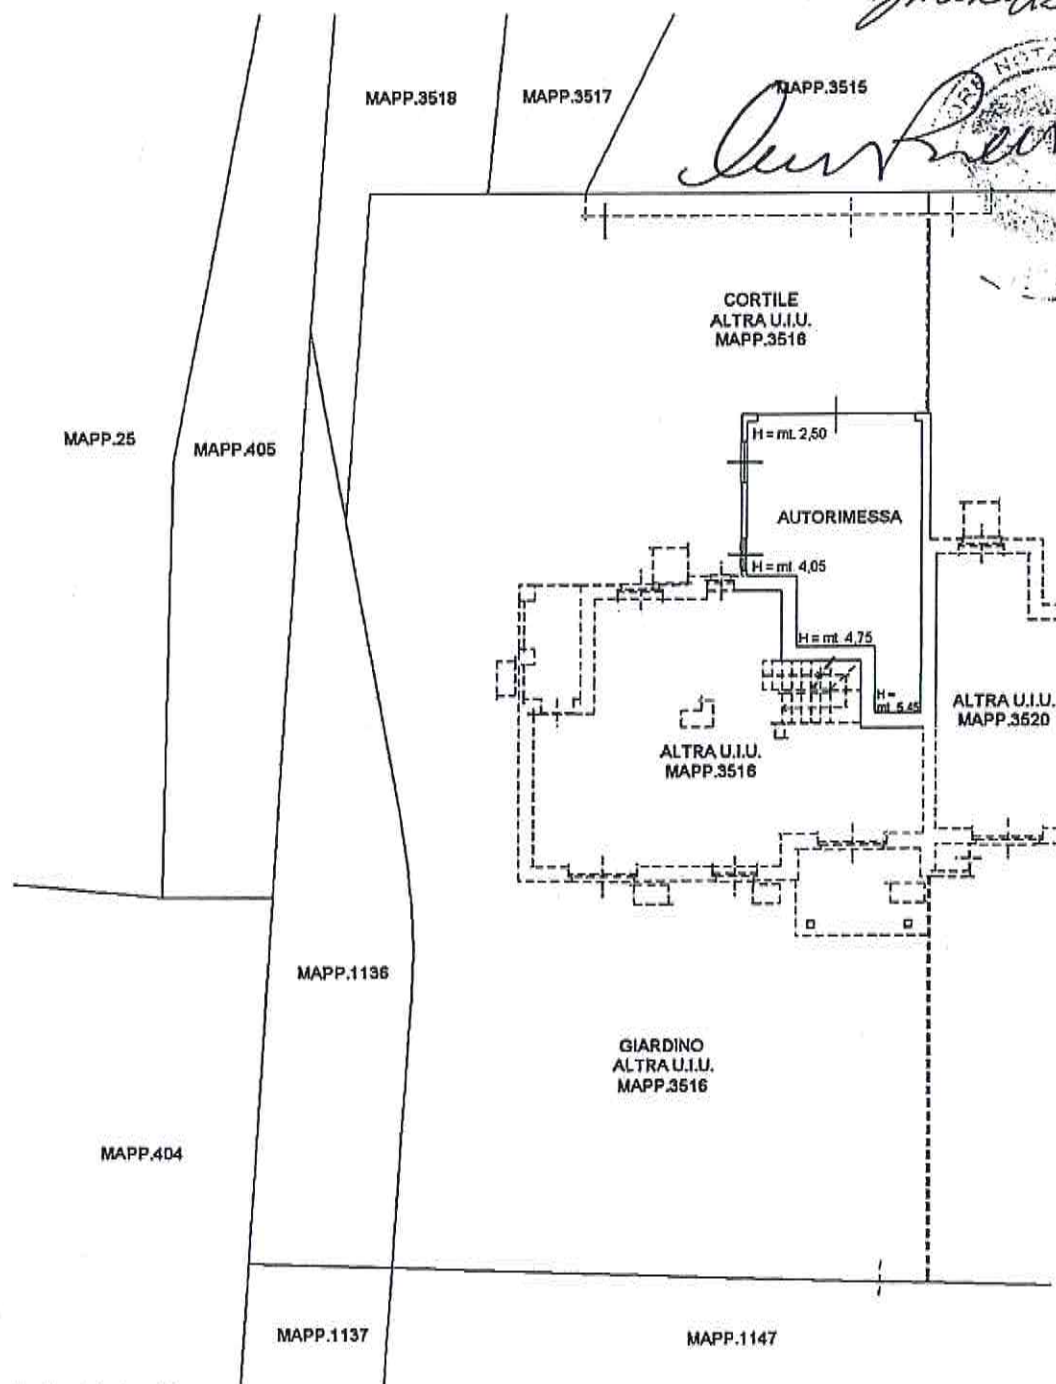 MAPP.3518
MAPP.3517
MAPP.3515
NOTA
CORTILE
ALTRA U.I.U.
MAPP.3516
MAPP.25
MAPP.405
H = mt. 2,50
AUTORIMESSA
H = mt. 4,05
H = mt. 4,75
H =
mt. 5,45
ALTRA U.I.U.
MAPP.3520
ALTRA U.I.U.
MAPP.3516
MAPP.1136
GIARDINO
ALTRA U.I.U.
MAPP.3516
MAPP.404
MAPP.1137
MAPP.1147